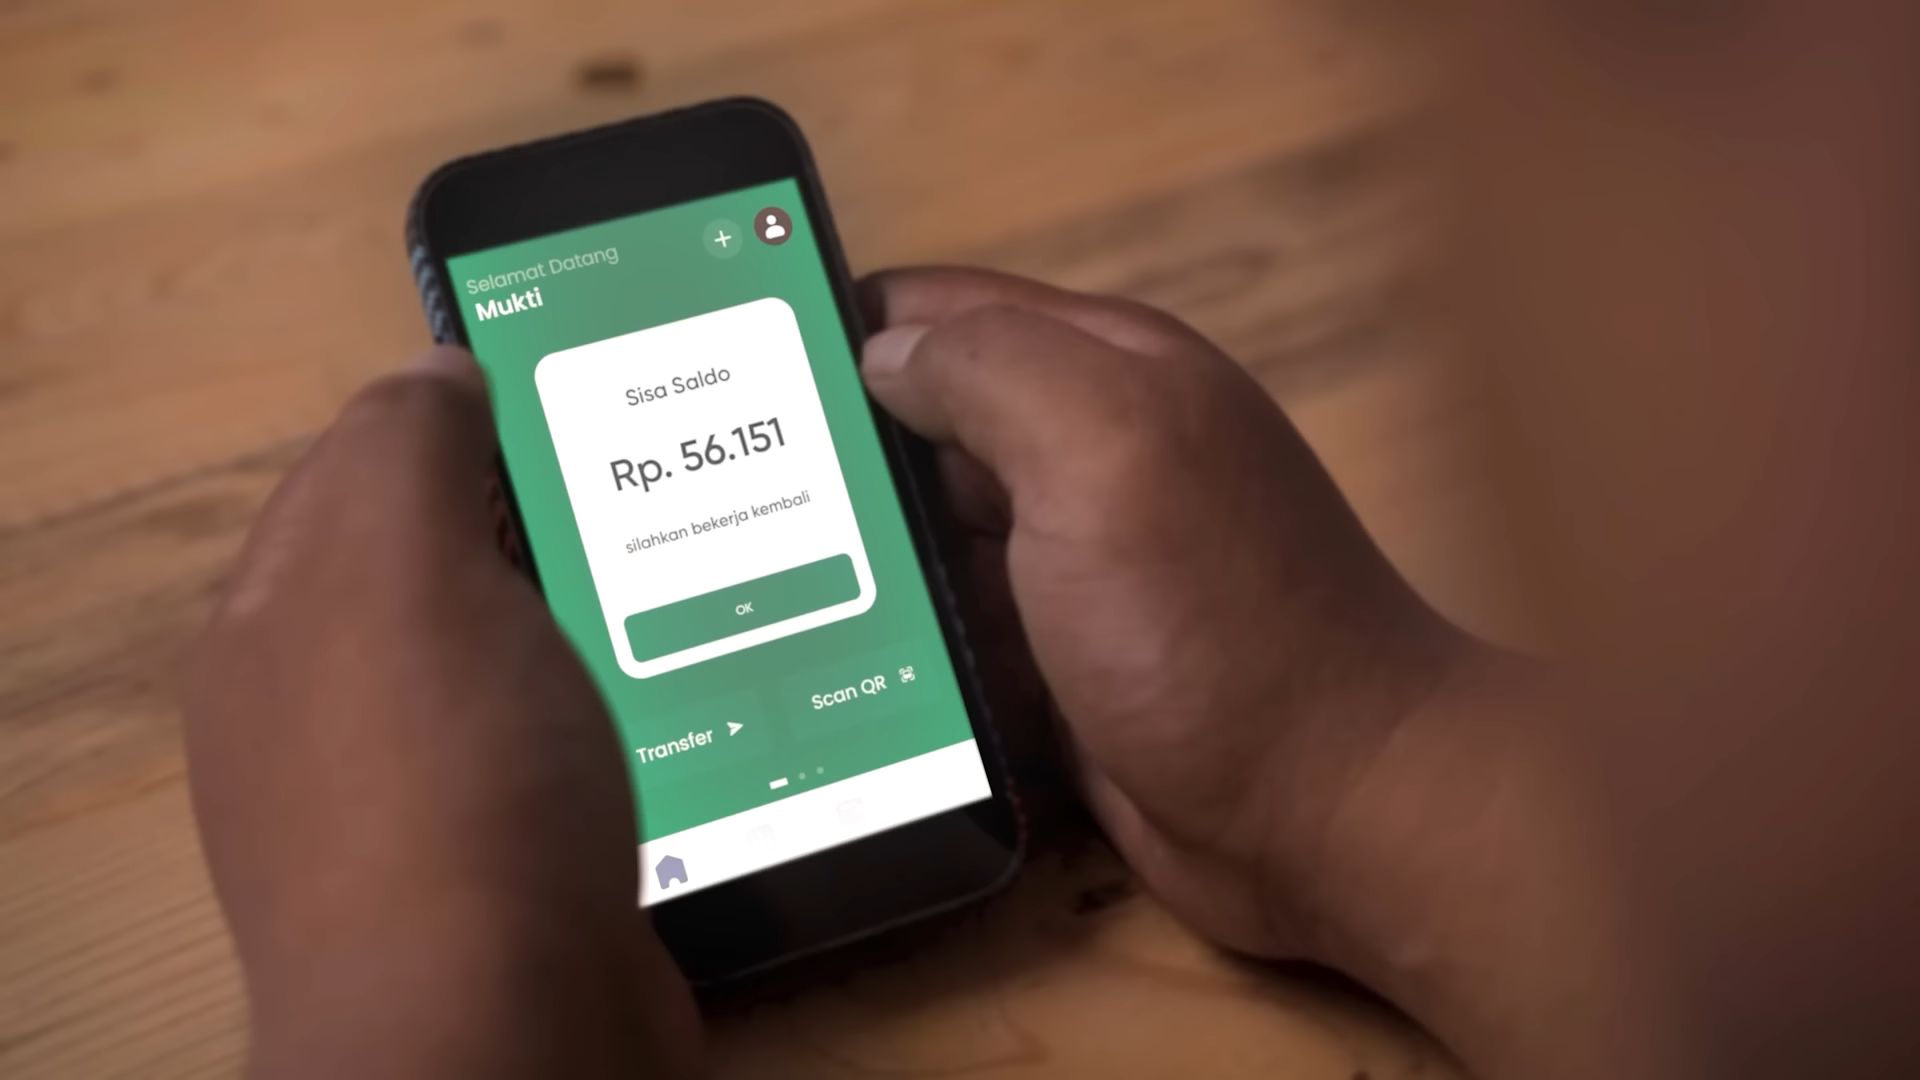 Selamat Datang
Mukti
Sisa Saldo
Rp. 56.151
silahkan bekerja kembali
OK
Transfer
Scan QR